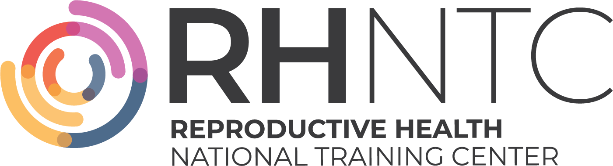 RHNTC
REPRODUCTIVE HEALTH
NATIONAL TRAINING CENTER